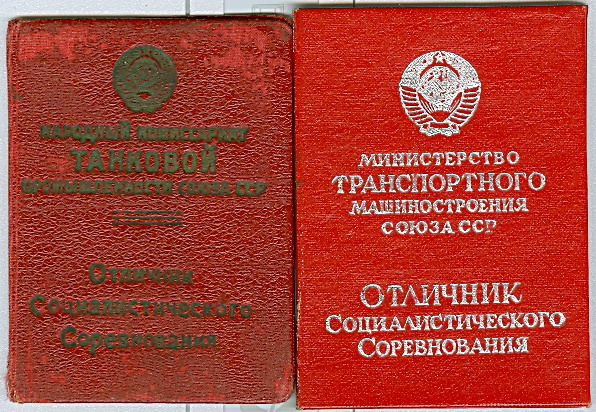 НАРОДНЫЙ КОМИССАРИАТ
ТАНКОВОЙ
ПРОМЫШЛЕННОСТИ СОЮЗА ССР
Отличник
Социалистического
Соревнования
МИНИСТЕРСТВО
ТРАНСПОРТНОГО
МАШИНОСТРОЕНИЯ
СОЮЗА ССР
ОТЛИЧНИК
СОЦИАЛИСТИЧЕСКОГО
СОРЕВНОВАНИЯ